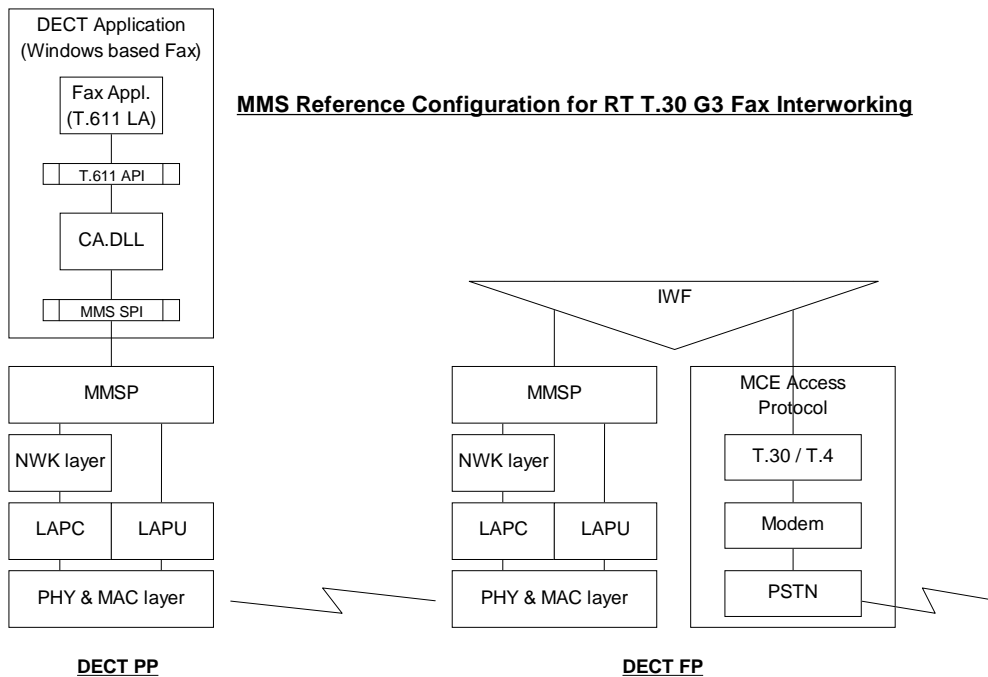 DECT Application
(Windows based Fax)
Fax Appl.
(T.611 LA)
T.611 API
CA.DLL
MMS SPI
MMSP
NWK layer
LAPC
LAPU
PHY & MAC layer
DECT PP
MMS Reference Configuration for RT T.30 G3 Fax Interworking
IWF
MMSP
NWK layer
LAPC
LAPU
PHY & MAC layer
MCE Access
Protocol
T.30 / T.4
Modem
PSTN
DECT FP